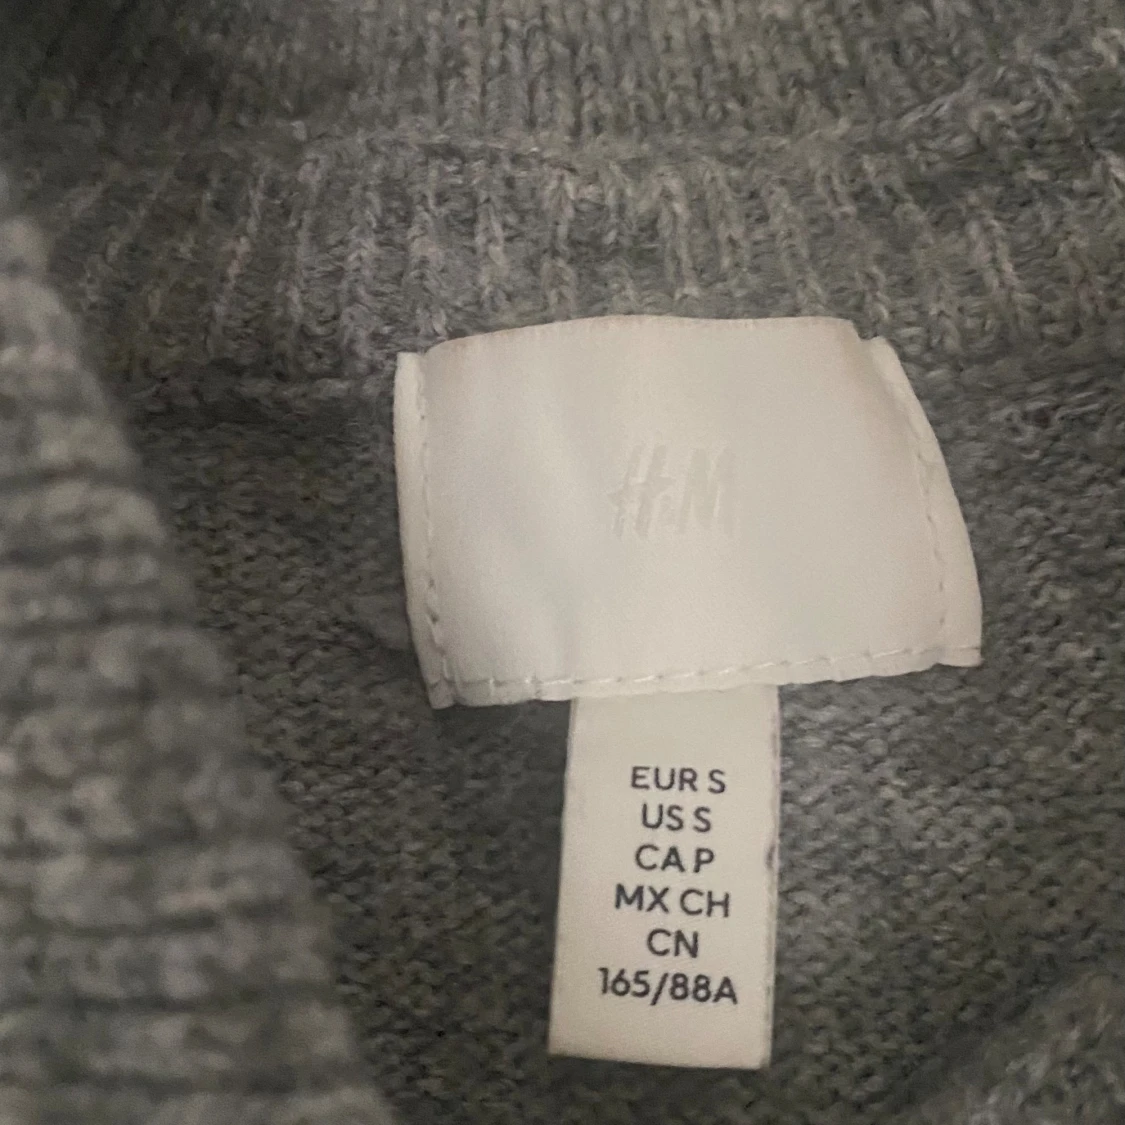 H&M
EUR S
US S
CA P
MX CH
CN
165/88A